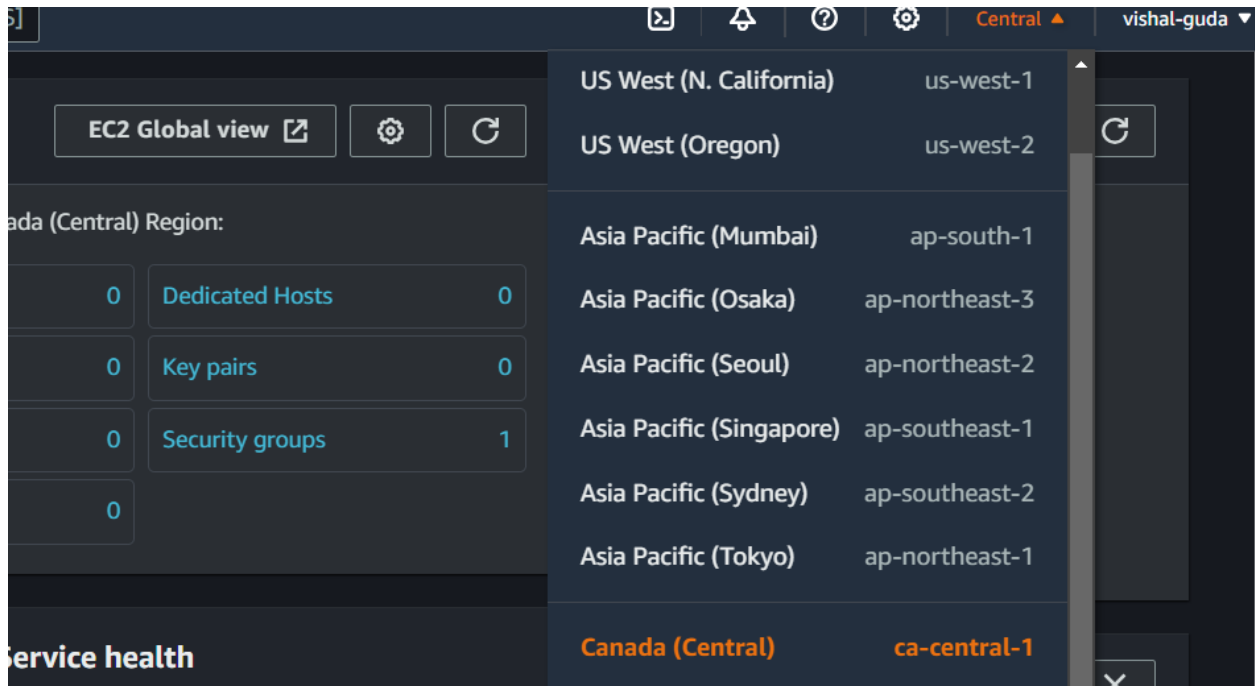 S]
Central ▲
vishal-guda ▼
EC2 Global view
US West (N. California) us-west-1
US West (Oregon) us-west-2
ada (Central) Region:
Asia Pacific (Mumbai) ap-south-1
0 Dedicated Hosts 0
Asia Pacific (Osaka) ap-northeast-3
0 Key pairs 0
Asia Pacific (Seoul) ap-northeast-2
0 Security groups 1
Asia Pacific (Singapore) ap-southeast-1
0
Asia Pacific (Sydney) ap-southeast-2
Asia Pacific (Tokyo) ap-northeast-1
Service health
Canada (Central) ca-central-1